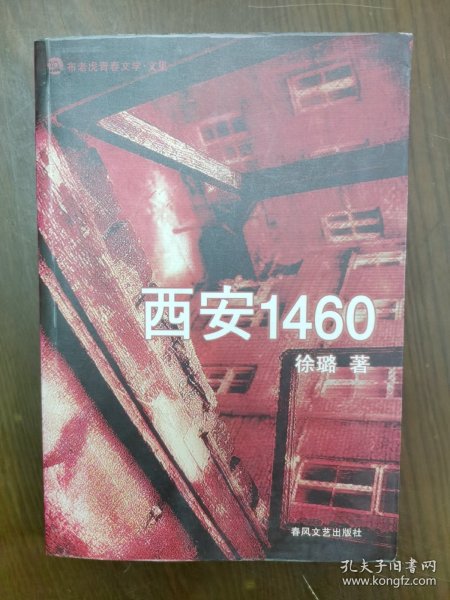 布老虎青春文学·文里
西安1460
徐璐 著
春风文艺出版社
孔夫子旧书网
www.kongfz.com